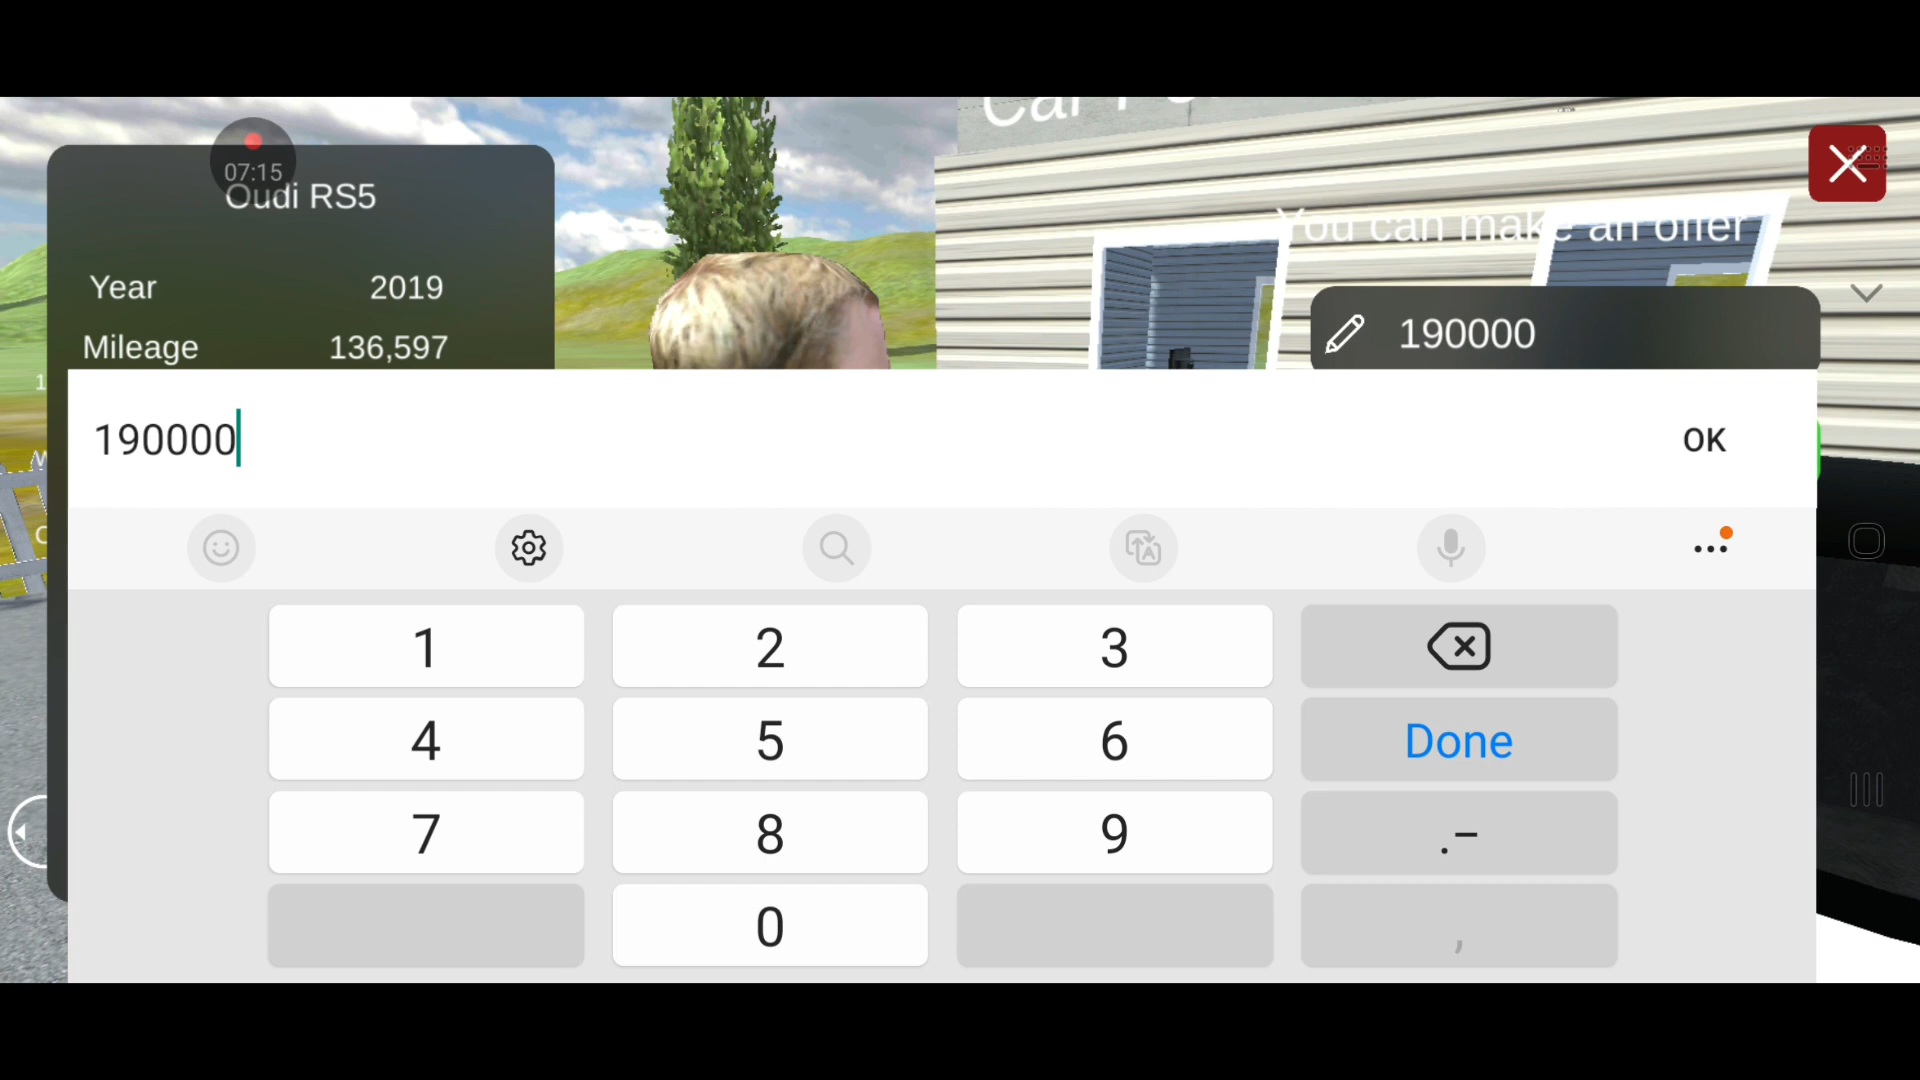 07:15
Oudi RS5
Year 2019
Mileage 136,597
You can make an offer
190000
190000
OK
1 2 3
4 5 6 Done
7 8 9 .-
0 ,